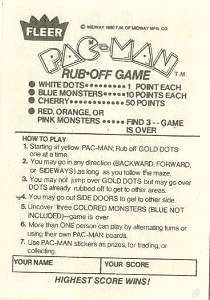 FLEER
© MIDWAY 1980 T.M. OF MIDWAY MFG. CO.
PAC-MAN T.M.
RUB•OFF GAME
● WHITE DOTS 1 POINT EACH
● BLUE MONSTERS 10 POINTS EACH
● CHERRY 50 POINTS
● RED, ORANGE, OR
PINK MONSTERS FIND 3 - - GAME
IS OVER
HOW TO PLAY
1. Starting at yellow PAC-MAN, Rub off GOLD DOTS
one at a time.
2. You may go in any direction (BACKWARD, FORWARD,
or SIDEWAYS) as long as you follow the maze.
3. You may not jump over GOLD DOTS but may go over
DOTS already rubbed off to get to other areas.
4. You may go out SIDE DOORS to get to other side.
5. Uncover three COLORED MONSTERS (BLUE NOT
INCLUDED)—game is over
6. More than ONE person can play by alternating turns or
using their own PAC-MAN boards.
7. Use PAC-MAN stickers as prizes, for trading, or
collecting.
YOUR NAME YOUR SCORE
HIGHEST SCORE WINS!